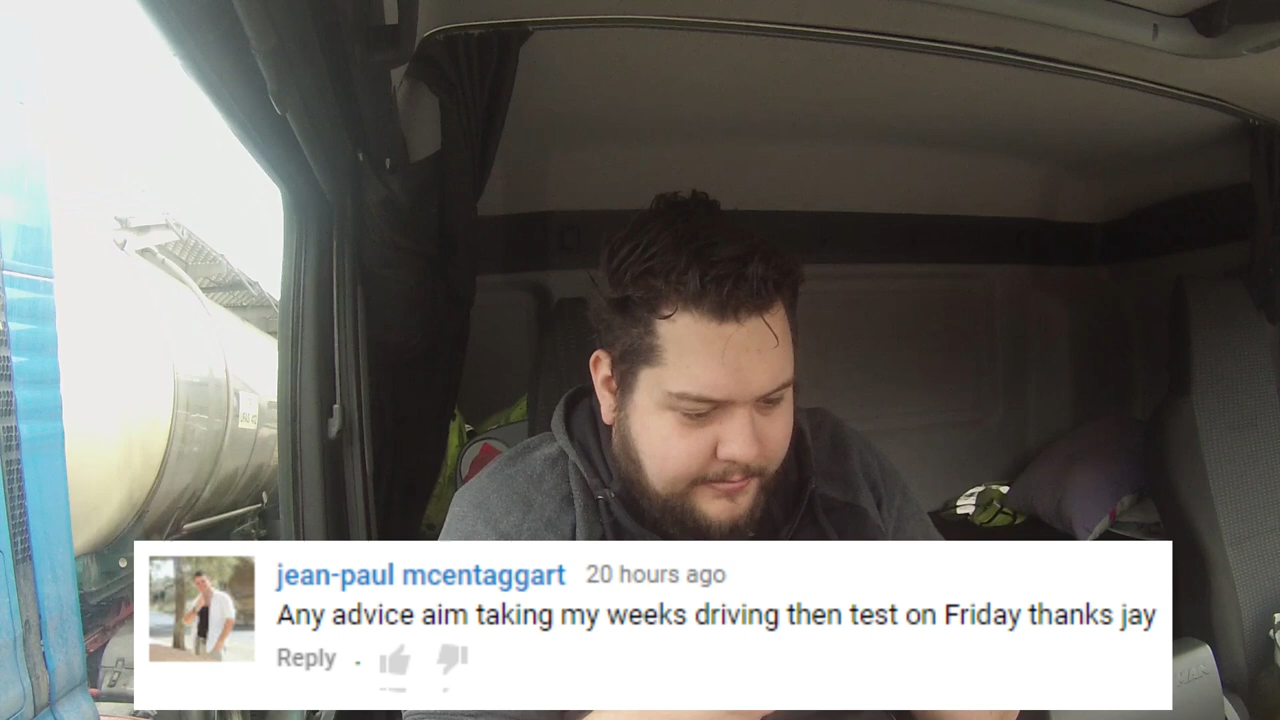 jean-paul mcentaggart 20 hours ago
Any advice aim taking my weeks driving then test on Friday thanks jay
Reply
MAN